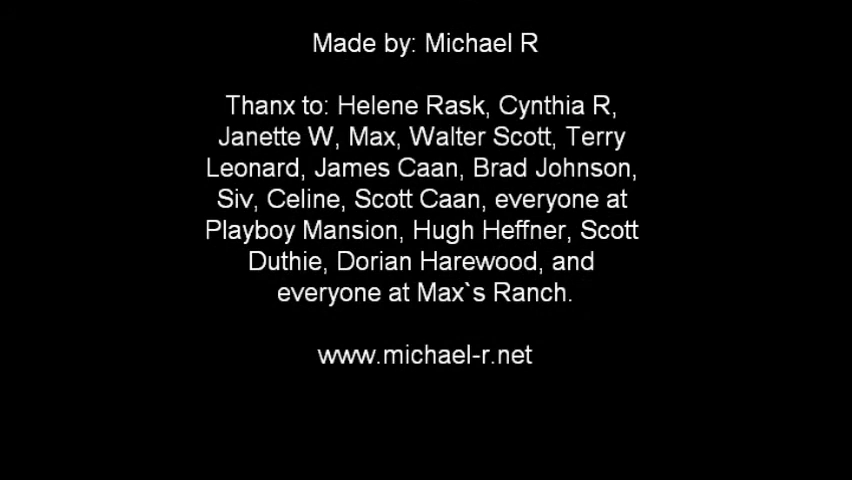 Made by: Michael R
Thanx to: Helene Rask, Cynthia R,
Janette W, Max, Walter Scott, Terry
Leonard, James Caan, Brad Johnson,
Siv, Celine, Scott Caan, everyone at
Playboy Mansion, Hugh Heffner, Scott
Duthie, Dorian Harewood, and
everyone at Max`s Ranch.
www.michael-r.net